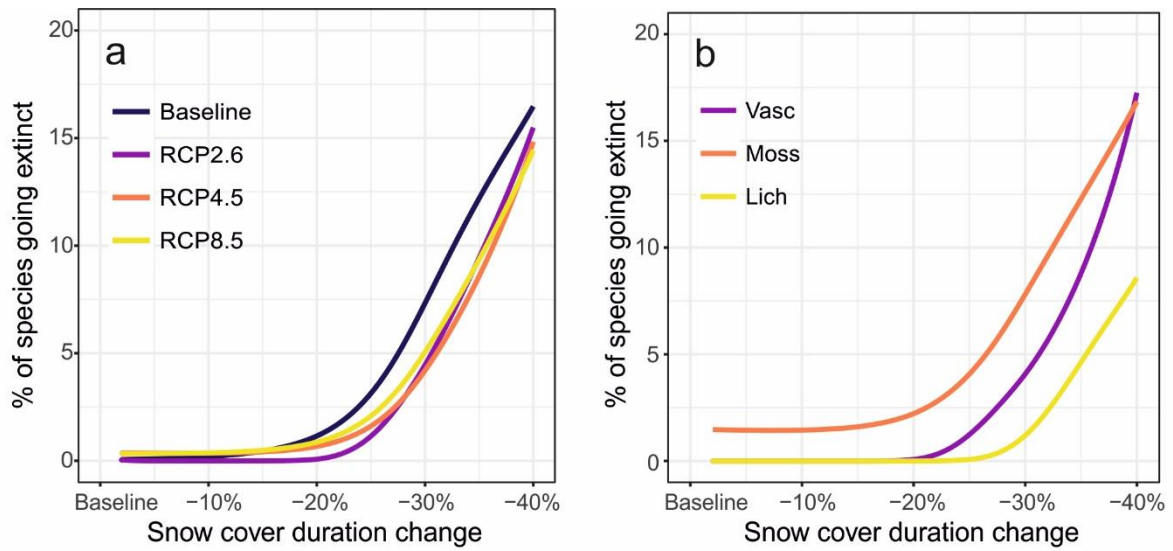 a
% of species going extinct
20
15
10
5
0
Baseline
RCP2.6
RCP4.5
RCP8.5
Baseline −10% −20% −30% −40%
Snow cover duration change
b
% of species going extinct
20
15
10
5
0
Vasc
Moss
Lich
Baseline −10% −20% −30% −40%
Snow cover duration change